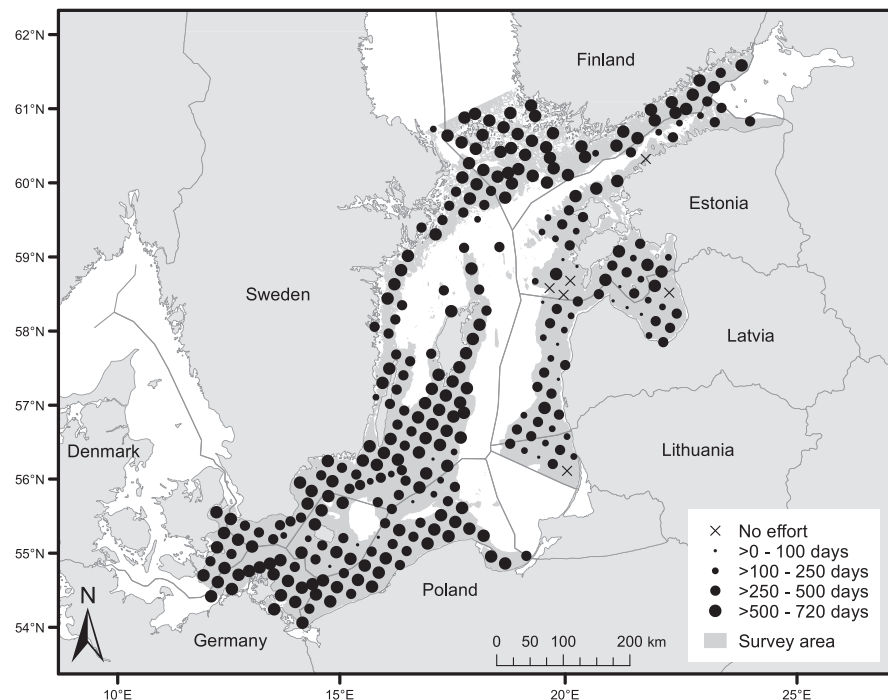 62°N
61°N
60°N
59°N
58°N
57°N
56°N
55°N
54°N
Finland
Estonia
Sweden
Latvia
Denmark
Lithuania
Poland
Germany
N
No effort
>0 - 100 days
>100 - 250 days
>250 - 500 days
>500 - 720 days
Survey area
0 50 100 200 km
10°E 15°E 20°E 25°E